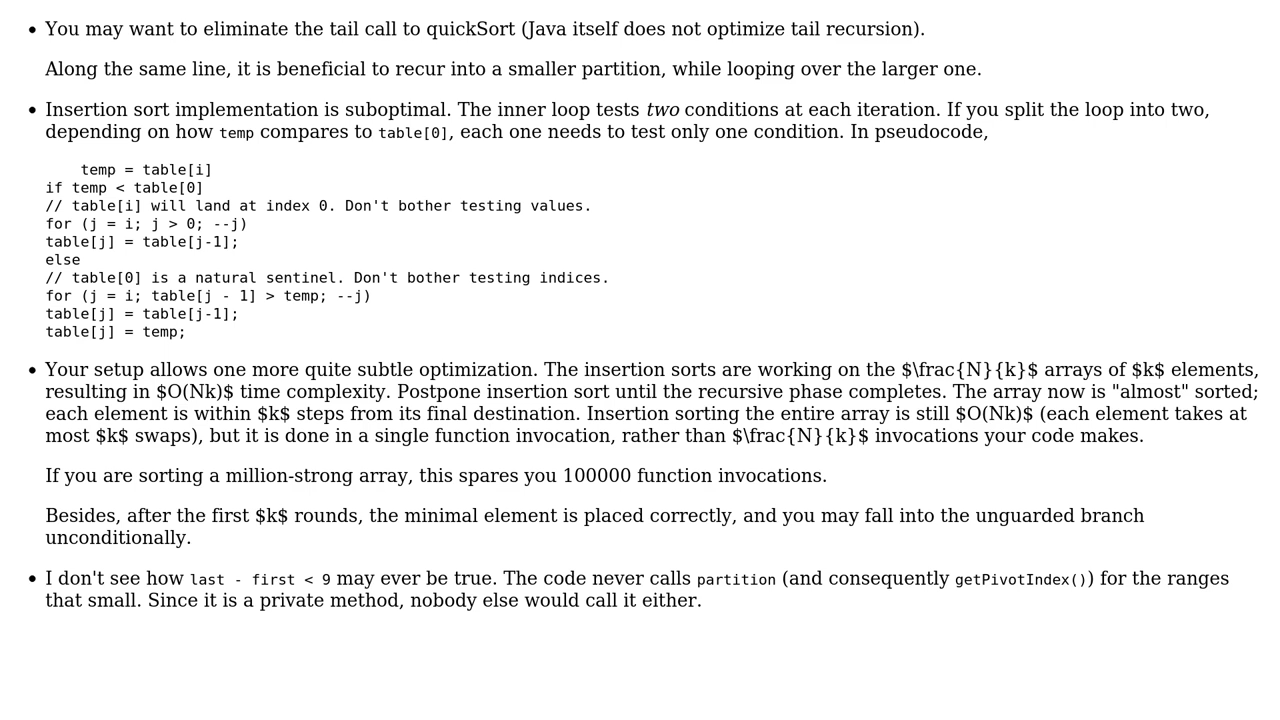 • You may want to eliminate the tail call to quickSort (Java itself does not optimize tail recursion).
Along the same line, it is beneficial to recur into a smaller partition, while looping over the larger one.
• Insertion sort implementation is suboptimal. The inner loop tests two conditions at each iteration. If you split the loop into two,
depending on how temp compares to table[0], each one needs to test only one condition. In pseudocode,
    temp = table[i]
if temp < table[0]
// table[i] will land at index 0. Don't bother testing values.
for (j = i; j > 0; --j)
table[j] = table[j-1];
else
// table[0] is a natural sentinel. Don't bother testing indices.
for (j = i; table[j - 1] > temp; --j)
table[j] = table[j-1];
table[j] = temp;
• Your setup allows one more quite subtle optimization. The insertion sorts are working on the $\frac{N}{k}$ arrays of $k$ elements,
resulting in $O(Nk)$ time complexity. Postpone insertion sort until the recursive phase completes. The array now is "almost" sorted;
each element is within $k$ steps from its final destination. Insertion sorting the entire array is still $O(Nk)$ (each element takes at
most $k$ swaps), but it is done in a single function invocation, rather than $\frac{N}{k}$ invocations your code makes.
If you are sorting a million-strong array, this spares you 100000 function invocations.
Besides, after the first $k$ rounds, the minimal element is placed correctly, and you may fall into the unguarded branch
unconditionally.
• I don't see how last - first < 9 may ever be true. The code never calls partition (and consequently getPivotIndex()) for the ranges
that small. Since it is a private method, nobody else would call it either.